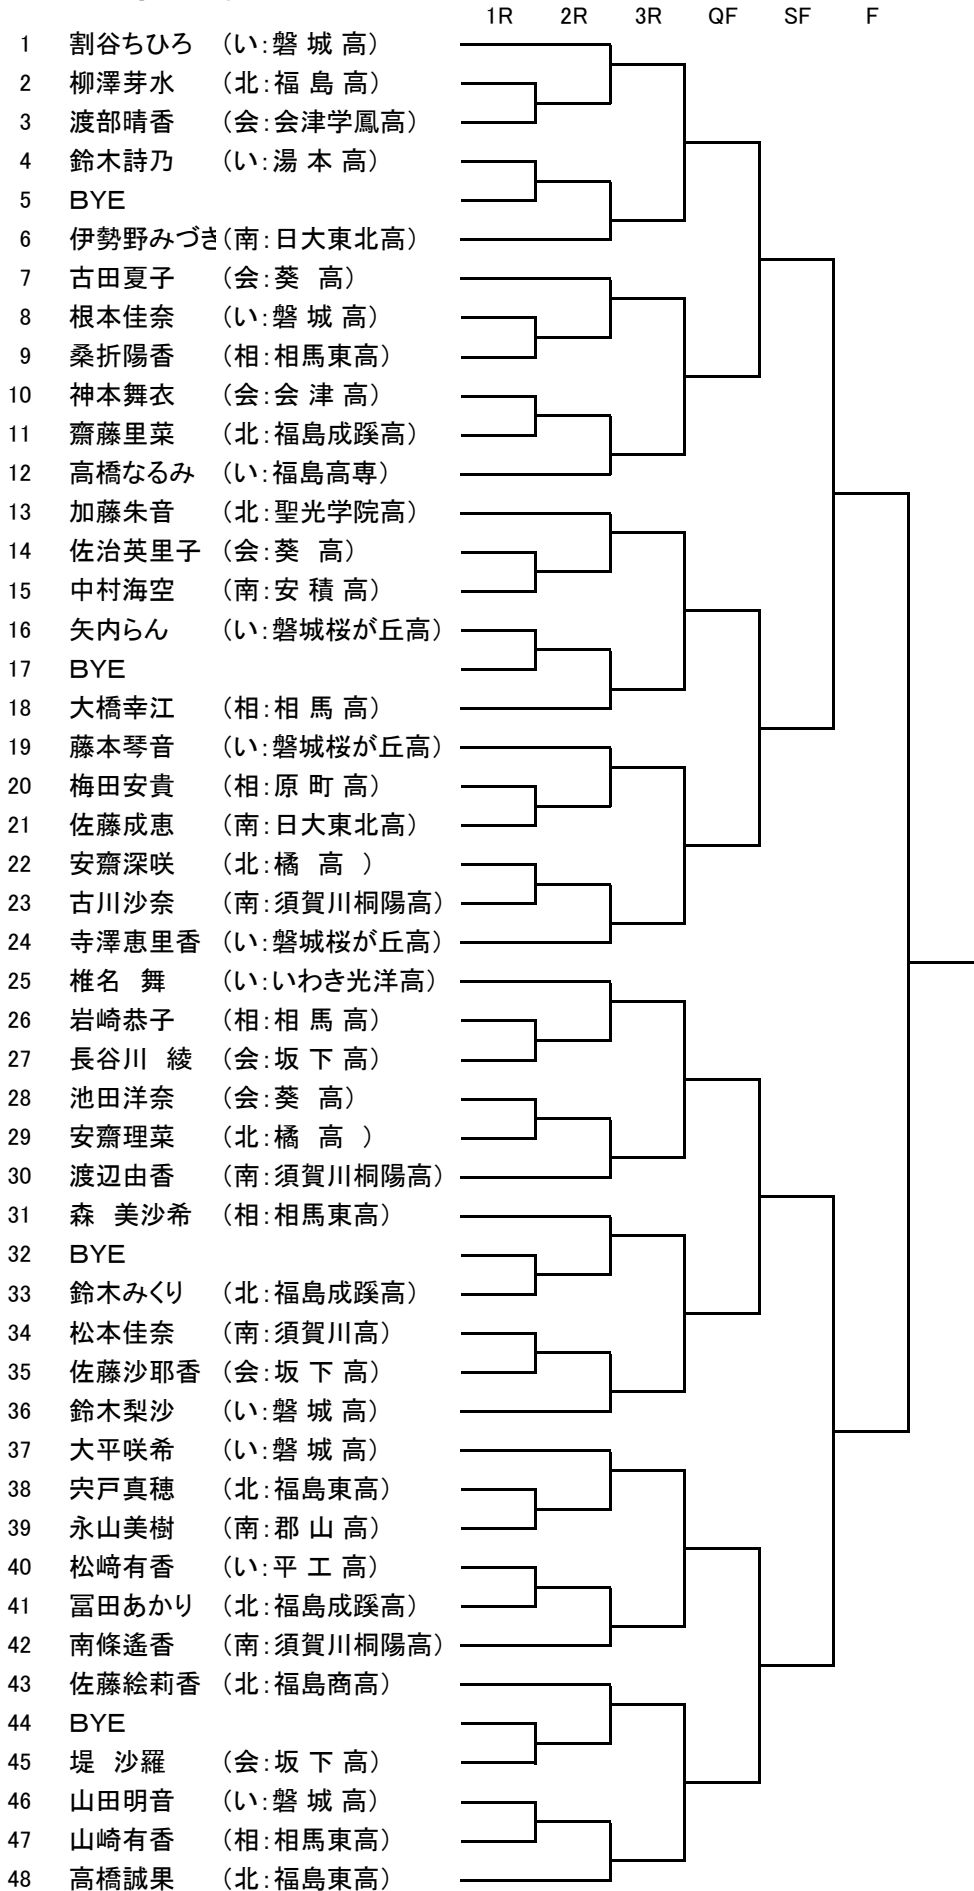 1R 2R 3R QF SF F
1 割谷ちひろ (い:磐 城 高)
2 柳澤芽水 (北:福 島 高)
3 渡部晴香 (会:会津学鳳高)
4 鈴木詩乃 (い:湯 本 高)
5 BYE
6 伊勢野みづき(南:日大東北高)
7 古田夏子 (会:葵 高)
8 根本佳奈 (い:磐 城 高)
9 桑折陽香 (相:相馬東高)
10 神本舞衣 (会:会 津 高)
11 齋藤里菜 (北:福島成蹊高)
12 高橋なるみ (い:福島高専)
13 加藤朱音 (北:聖光学院高)
14 佐治英里子 (会:葵 高)
15 中村海空 (南:安 積 高)
16 矢内らん (い:磐城桜が丘高)
17 BYE
18 大橋幸江 (相:相 馬 高)
19 藤本琴音 (い:磐城桜が丘高)
20 梅田安貴 (相:原 町 高)
21 佐藤成恵 (南:日大東北高)
22 安齋深咲 (北:橘 高 )
23 古川沙奈 (南:須賀川桐陽高)
24 寺澤恵里香 (い:磐城桜が丘高)
25 椎名 舞 (い:いわき光洋高)
26 岩崎恭子 (相:相 馬 高)
27 長谷川 綾 (会:坂 下 高)
28 池田洋奈 (会:葵 高)
29 安齋理菜 (北:橘 高 )
30 渡辺由香 (南:須賀川桐陽高)
31 森 美沙希 (相:相馬東高)
32 BYE
33 鈴木みくり (北:福島成蹊高)
34 松本佳奈 (南:須賀川高)
35 佐藤沙耶香 (会:坂 下 高)
36 鈴木梨沙 (い:磐 城 高)
37 大平咲希 (い:磐 城 高)
38 宍戸真穂 (北:福島東高)
39 永山美樹 (南:郡 山 高)
40 松﨑有香 (い:平 工 高)
41 冨田あかり (北:福島成蹊高)
42 南條遙香 (南:須賀川桐陽高)
43 佐藤絵莉香 (北:福島商高)
44 BYE
45 堤 沙羅 (会:坂 下 高)
46 山田明音 (い:磐 城 高)
47 山崎有香 (相:相馬東高)
48 高橋誠果 (北:福島東高)